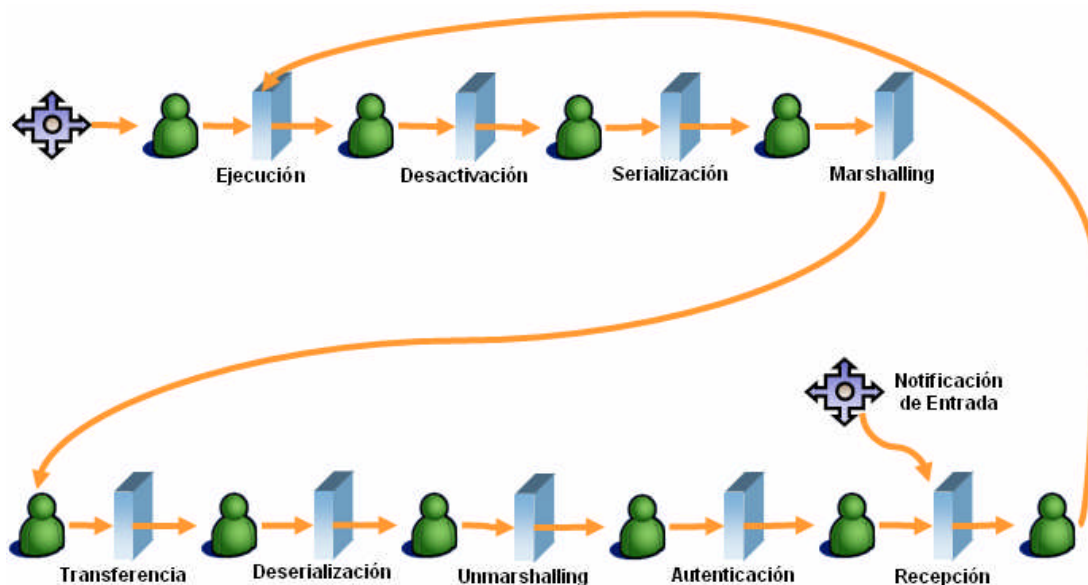 Ejecución
Desactivación
Serialización
Marshalling
Notificación
de Entrada
Transferencia
Deserialización
Unmarshalling
Autenticación
Recepción